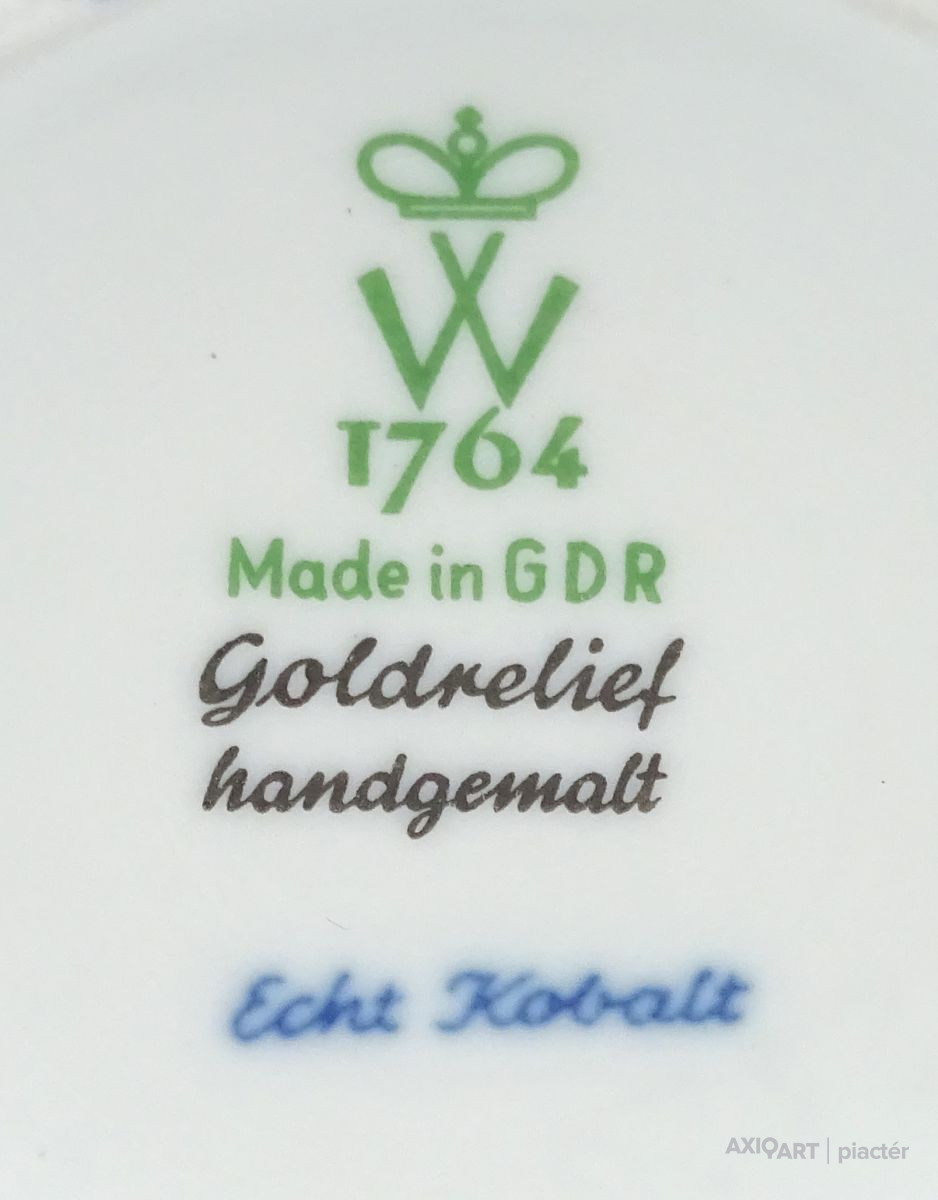 W
1764
Made in GDR
Goldrelief
handgemalt
Echt Kobalt
AXIOART | piactér